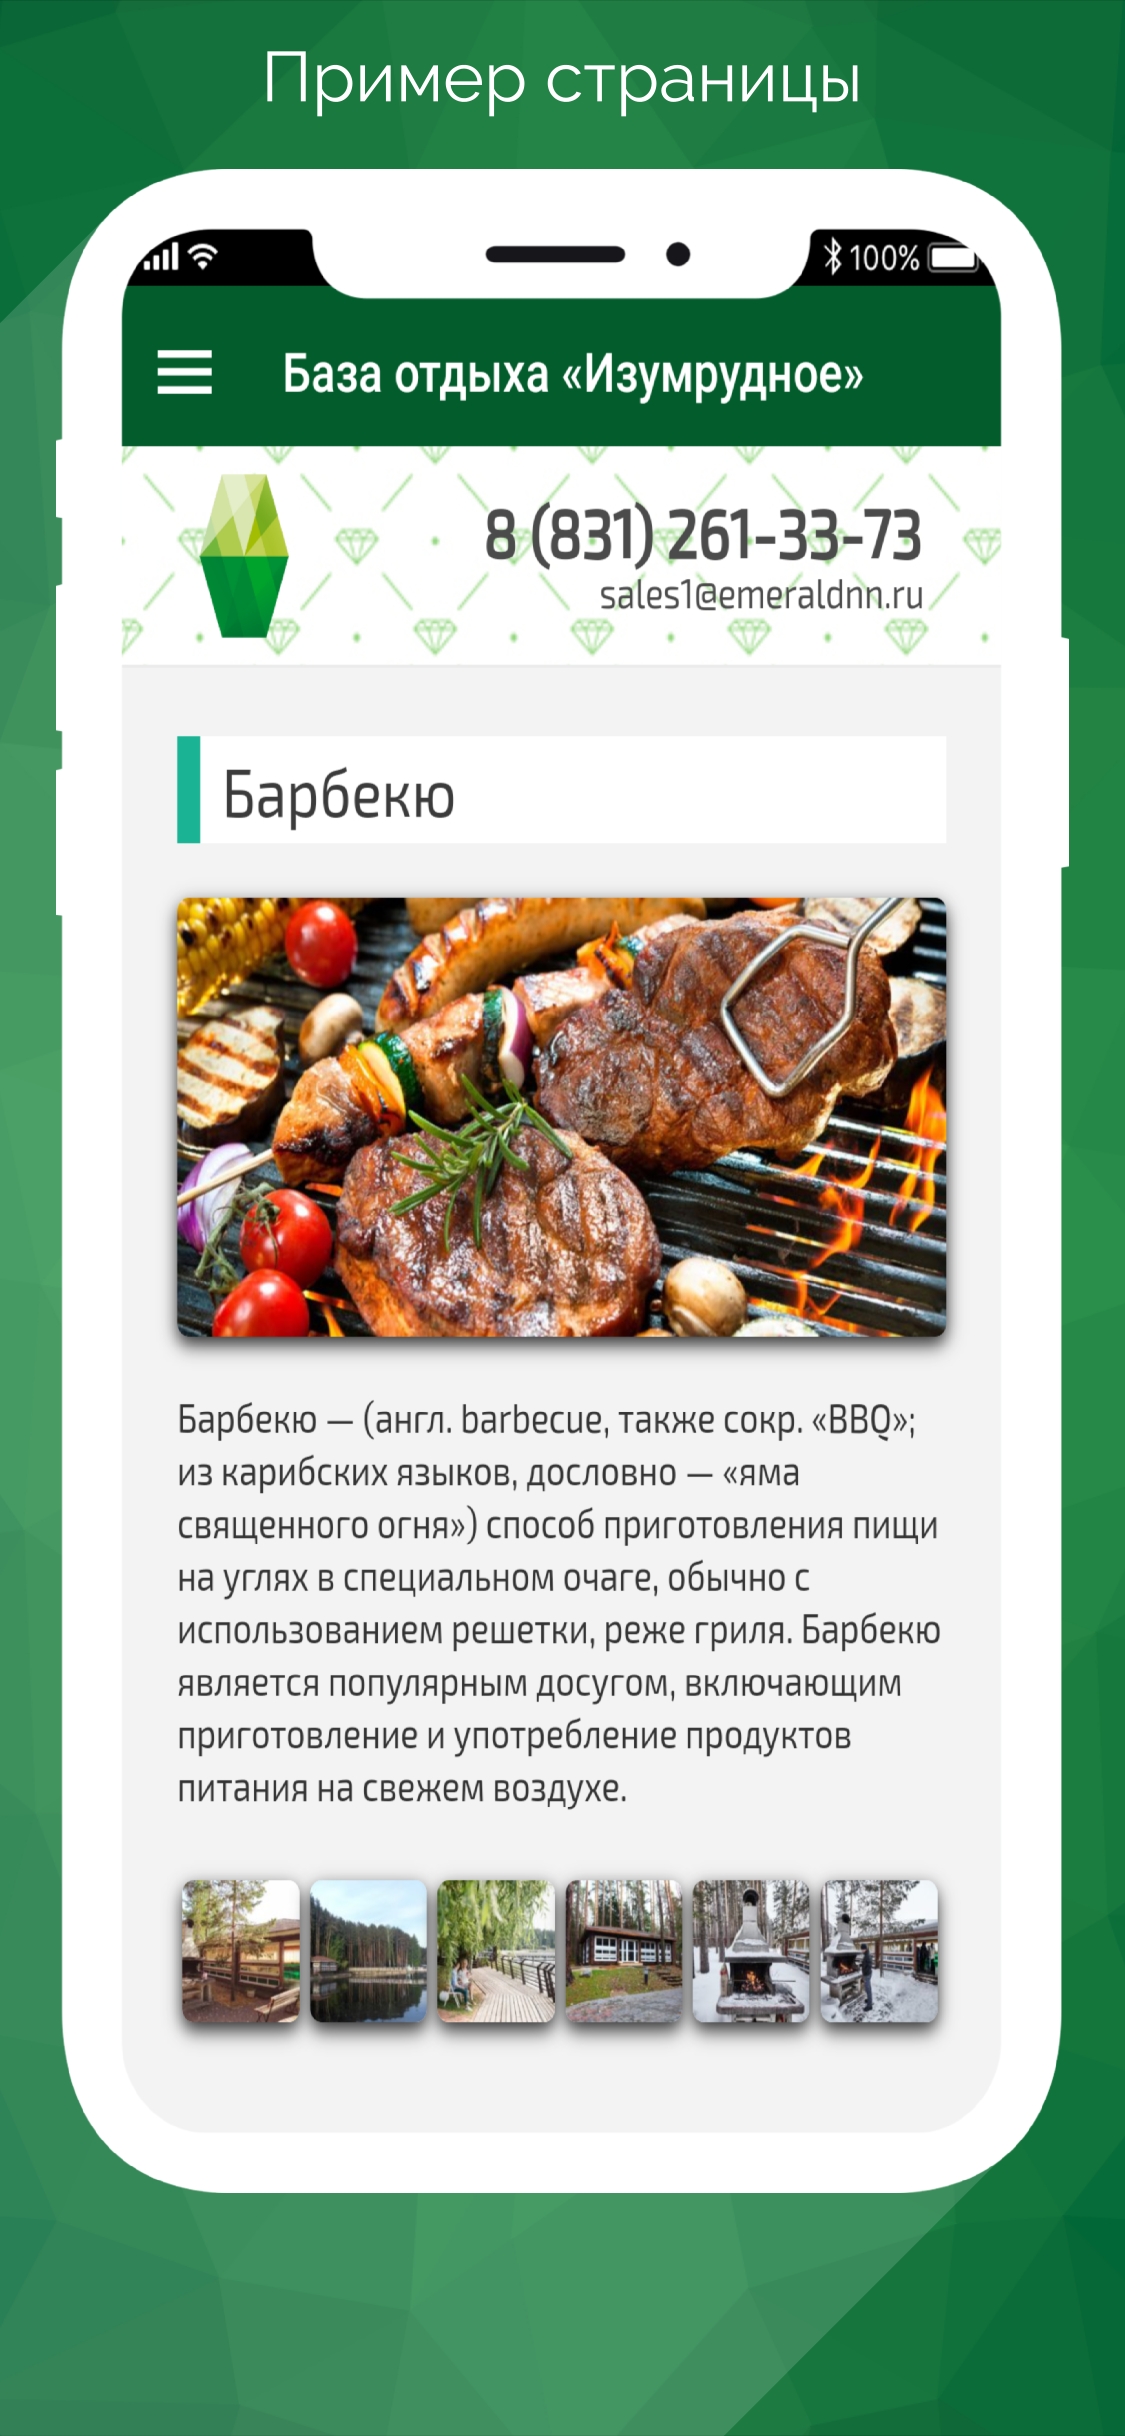 Пример страницы
100%
База отдыха «Изумрудное»
8 (831) 261-33-73
sales1@emeraldnn.ru
Барбекю
Барбекю — (англ. barbecue, также сокр. «BBQ»;
из карибских языков, дословно — «яма
священного огня») способ приготовления пищи
на углях в специальном очаге, обычно с
использованием решетки, реже гриля. Барбекю
является популярным досугом, включающим
приготовление и употребление продуктов
питания на свежем воздухе.